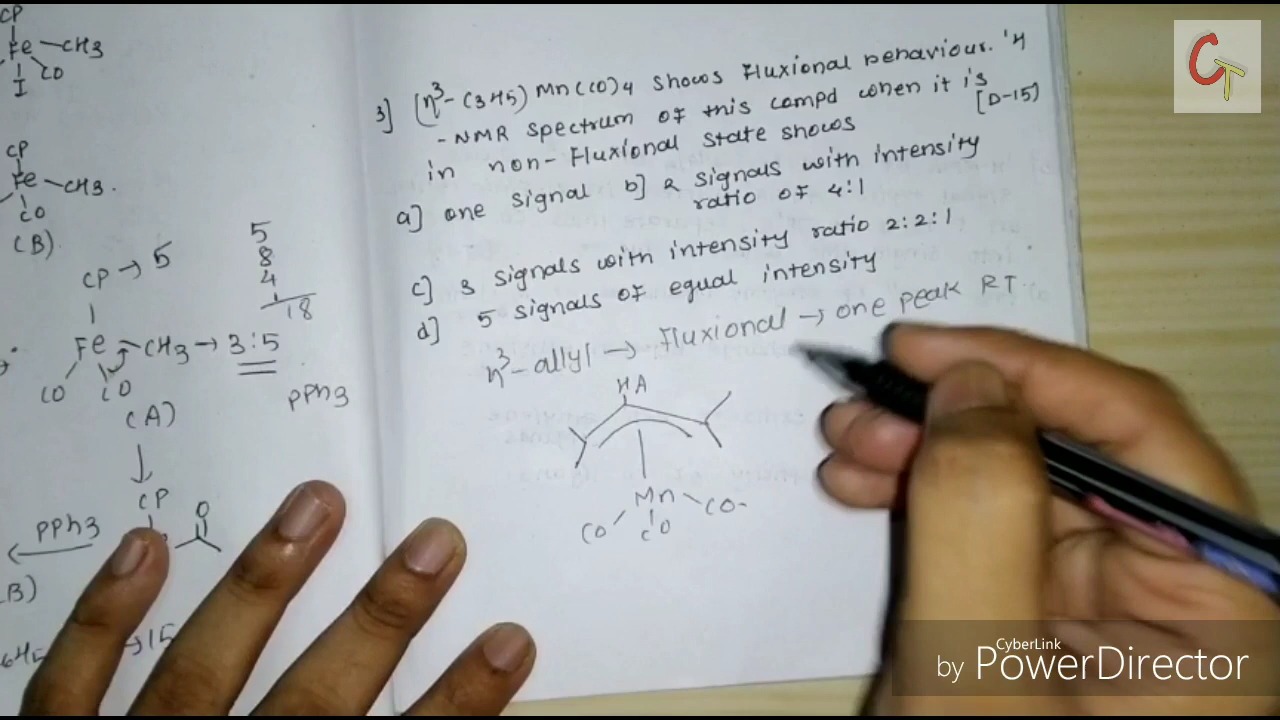 CP
Fe CH3
I CO
CP
Fe CH3.
CO
(B)
CP → 5
5
8
4
1
18
Fe CH3 → 3:5
CO CO
(A)
PPh3
CP
O
PPh3
B)
→ 15
3] (η³-C3H5) Mn(CO)4 shows Fluxional behaviour. 'H
-NMR spectrum of this compd when it is
in non-Fluxional state shows [D-15]
a] one signal b] 2 signals with intensity
ratio of 4:1
c] 3 signals with intensity ratio 2:2:1
d] 5 signals of equal intensity
η³-allyl → Fluxional → one peak RT.
HA
Mn
CO CO CO-
CT
CyberLink
by PowerDirector